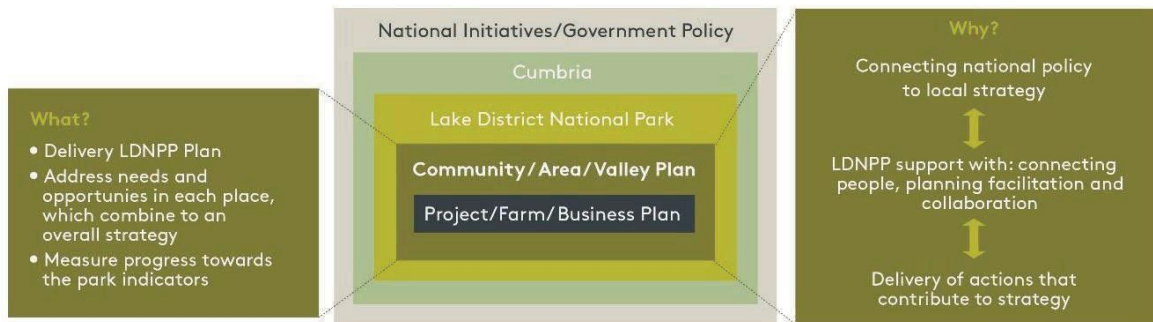 What?
• Delivery LDNPP Plan
• Address needs and
opportunies in each place,
which combine to an
overall strategy
• Measure progress towards
the park indicators
National Initiatives/Government Policy
Cumbria
Lake District National Park
Community/Area/Valley Plan
Project/Farm/Business Plan
Why?
Connecting national policy
to local strategy
LDNPP support with: connecting
people, planning facilitation and
collaboration
Delivery of actions that
contribute to strategy